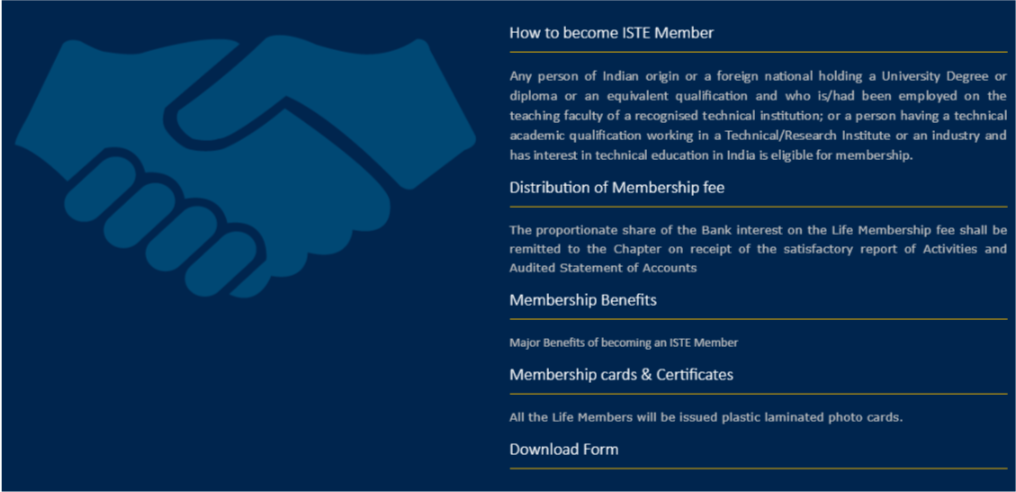 How to become ISTE Member
Any person of Indian origin or a foreign national holding a University Degree or
diploma or an equivalent qualification and who is/had been employed on the
teaching faculty of a recognised technical institution; or a person having a technical
academic qualification working in a Technical/Research Institute or an industry and
has interest in technical education in India is eligible for membership.
Distribution of Membership fee
The proportionate share of the Bank interest on the Life Membership fee shall be
remitted to the Chapter on receipt of the satisfactory report of Activities and
Audited Statement of Accounts
Membership Benefits
Major Benefits of becoming an ISTE Member
Membership cards & Certificates
All the Life Members will be issued plastic laminated photo cards.
Download Form